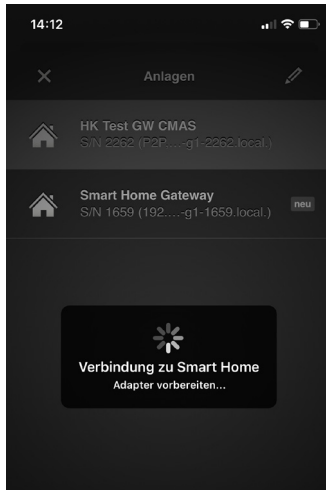 14:12
Anlagen
HK Test GW CMAS
S/N 2262 (P2P....-g1-2262.local.)
Smart Home Gateway
S/N 1659 (192....-g1-1659.local.)
neu
Verbindung zu Smart Home
Adapter vorbereiten...